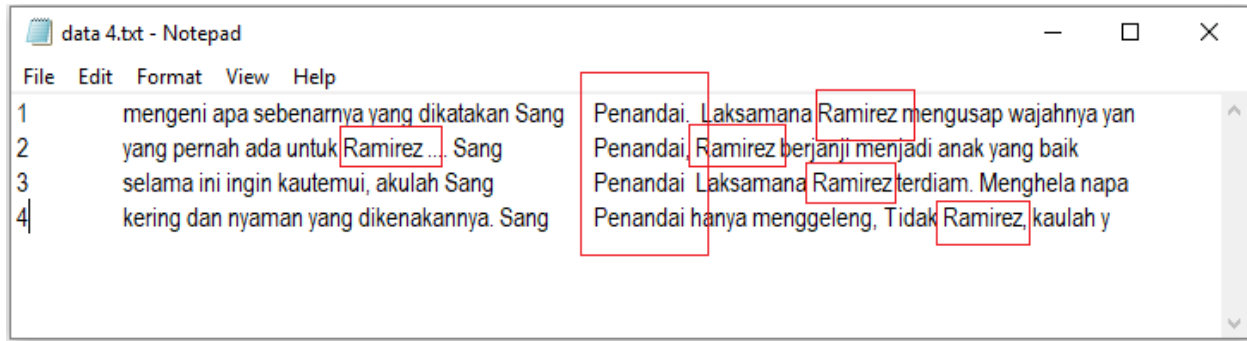 data 4.txt - Notepad
File Edit Format View Help
1 mengeni apa sebenarnya yang dikatakan Sang Penandai. Laksamana Ramirez mengusap wajahnya yan
2 yang pernah ada untuk Ramirez .... Sang Penandai, Ramirez berjanji menjadi anak yang baik
3 selama ini ingin kautemui, akulah Sang Penandai Laksamana Ramirez terdiam. Menghela napa
4 kering dan nyaman yang dikenakannya. Sang Penandai hanya menggeleng, Tidak Ramirez, kaulah y